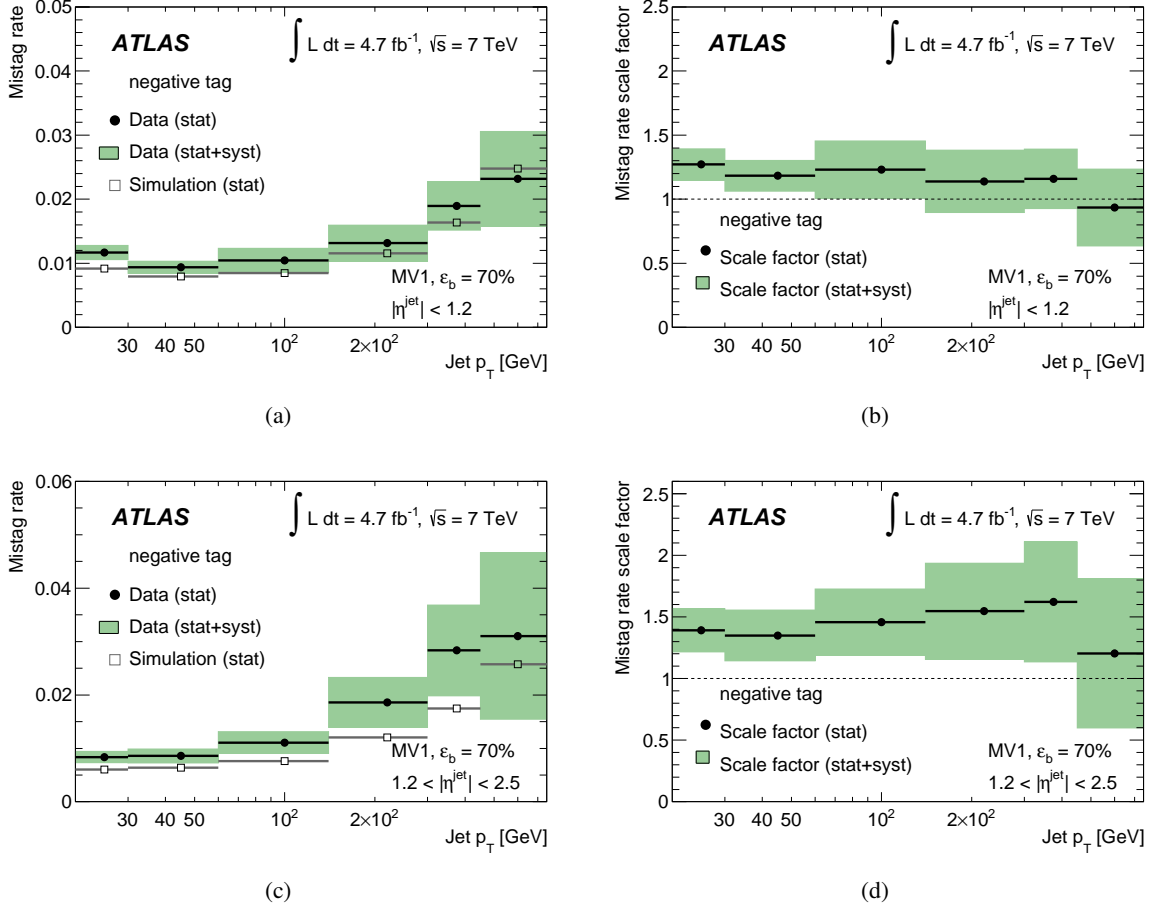 Mistag rate
0.05
0.04
0.03
0.02
0.01
0
ATLAS
∫ L dt = 4.7 fb⁻¹, √s = 7 TeV
negative tag
Data (stat)
Data (stat+syst)
Simulation (stat)
MV1, ε_b = 70%
|η^jet| < 1.2
30 40 50 10² 2×10²
Jet p_T [GeV]
(a)
Mistag rate scale factor
2.5
2
1.5
1
0.5
0
ATLAS
∫ L dt = 4.7 fb⁻¹, √s = 7 TeV
negative tag
Scale factor (stat)
Scale factor (stat+syst)
MV1, ε_b = 70%
|η^jet| < 1.2
30 40 50 10² 2×10²
Jet p_T [GeV]
(b)
Mistag rate
0.06
0.04
0.02
0
ATLAS
∫ L dt = 4.7 fb⁻¹, √s = 7 TeV
negative tag
Data (stat)
Data (stat+syst)
Simulation (stat)
MV1, ε_b = 70%
1.2 < |η^jet| < 2.5
30 40 50 10² 2×10²
Jet p_T [GeV]
(c)
Mistag rate scale factor
2.5
2
1.5
1
0.5
0
ATLAS
∫ L dt = 4.7 fb⁻¹, √s = 7 TeV
negative tag
Scale factor (stat)
Scale factor (stat+syst)
MV1, ε_b = 70%
1.2 < |η^jet| < 2.5
30 40 50 10² 2×10²
Jet p_T [GeV]
(d)